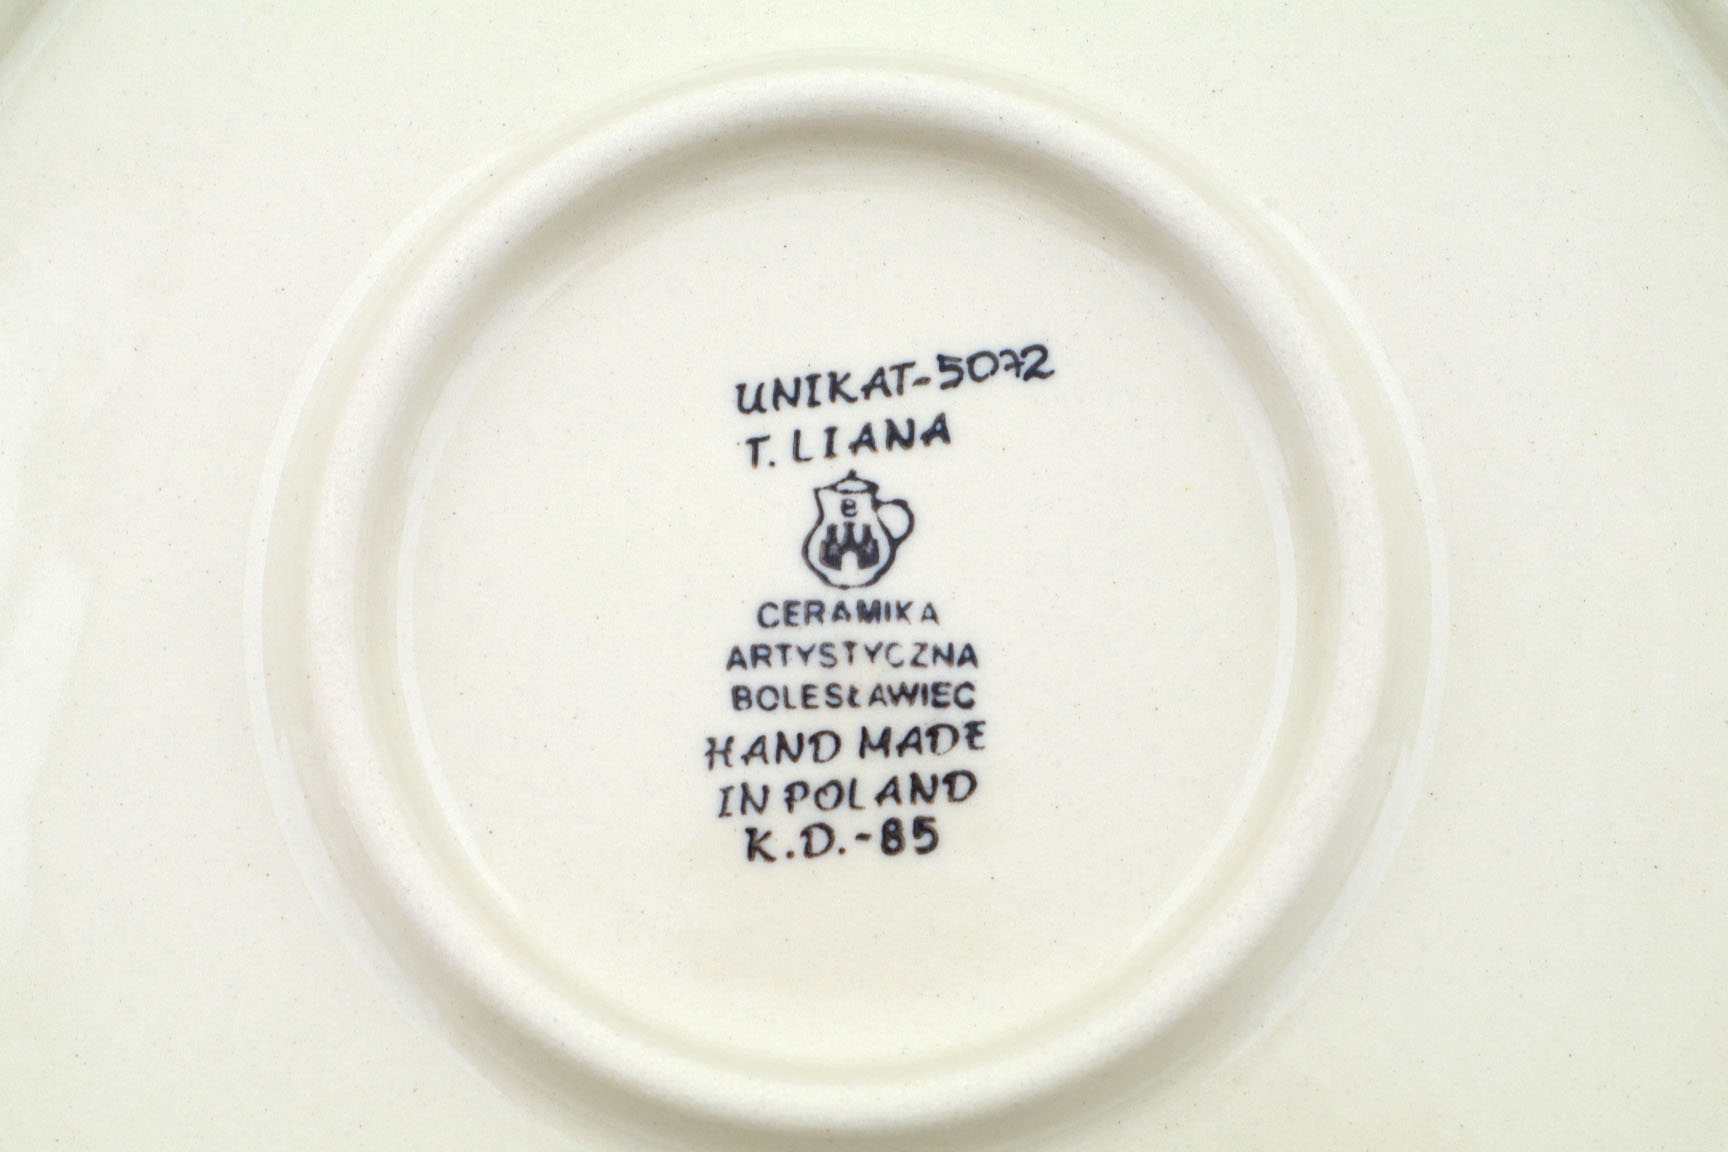 UNIKAT-5072
T. LIANA
B
CERAMIKA
ARTYSTYCZNA
BOLESŁAWIEC
HAND MADE
IN POLAND
K.D.-85